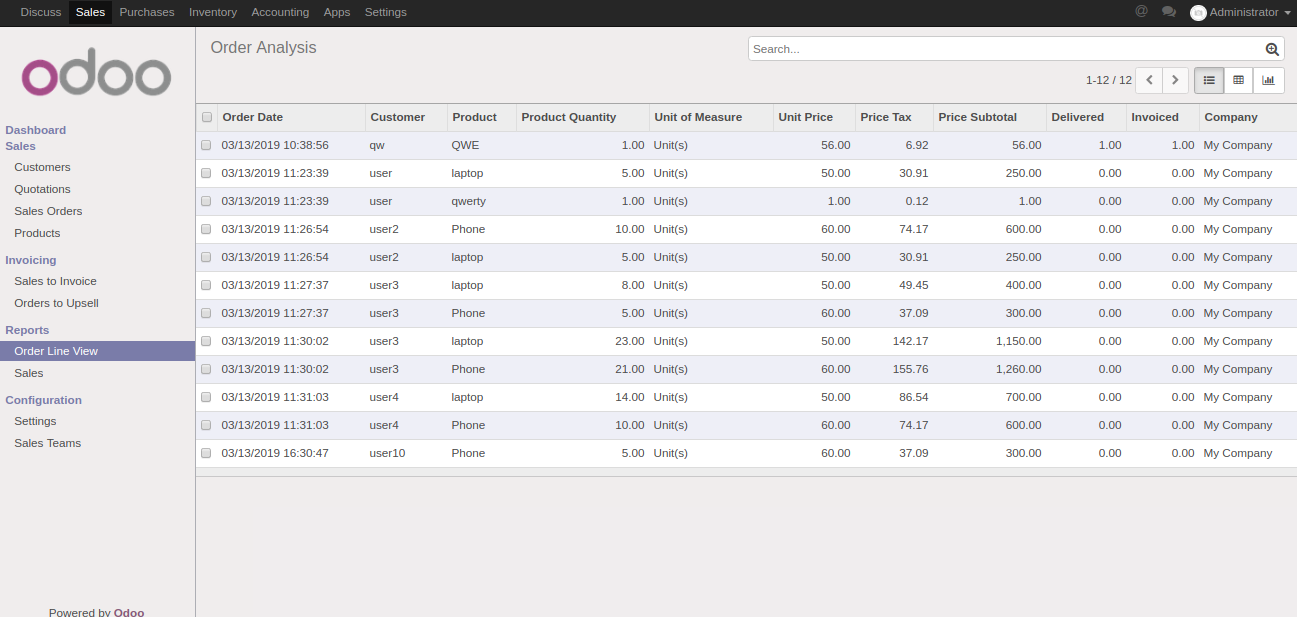 Discuss Sales Purchases Inventory Accounting Apps Settings @ Administrator
odoo
Dashboard
Sales
Customers
Quotations
Sales Orders
Products
Invoicing
Sales to Invoice
Orders to Upsell
Reports
Order Line View
Sales
Configuration
Settings
Sales Teams
Powered by Odoo
Order Analysis
Search...
1-12 / 12
Order Date Customer Product Product Quantity Unit of Measure Unit Price Price Tax Price Subtotal Delivered Invoiced Company
03/13/2019 10:38:56 qw QWE 1.00 Unit(s) 56.00 6.92 56.00 1.00 1.00 My Company
03/13/2019 11:23:39 user laptop 5.00 Unit(s) 50.00 30.91 250.00 0.00 0.00 My Company
03/13/2019 11:23:39 user qwerty 1.00 Unit(s) 1.00 0.12 1.00 0.00 0.00 My Company
03/13/2019 11:26:54 user2 Phone 10.00 Unit(s) 60.00 74.17 600.00 0.00 0.00 My Company
03/13/2019 11:26:54 user2 laptop 5.00 Unit(s) 50.00 30.91 250.00 0.00 0.00 My Company
03/13/2019 11:27:37 user3 laptop 8.00 Unit(s) 50.00 49.45 400.00 0.00 0.00 My Company
03/13/2019 11:27:37 user3 Phone 5.00 Unit(s) 60.00 37.09 300.00 0.00 0.00 My Company
03/13/2019 11:30:02 user3 laptop 23.00 Unit(s) 50.00 142.17 1,150.00 0.00 0.00 My Company
03/13/2019 11:30:02 user3 Phone 21.00 Unit(s) 60.00 155.76 1,260.00 0.00 0.00 My Company
03/13/2019 11:31:03 user4 laptop 14.00 Unit(s) 50.00 86.54 700.00 0.00 0.00 My Company
03/13/2019 11:31:03 user4 Phone 10.00 Unit(s) 60.00 74.17 600.00 0.00 0.00 My Company
03/13/2019 16:30:47 user10 Phone 5.00 Unit(s) 60.00 37.09 300.00 0.00 0.00 My Company